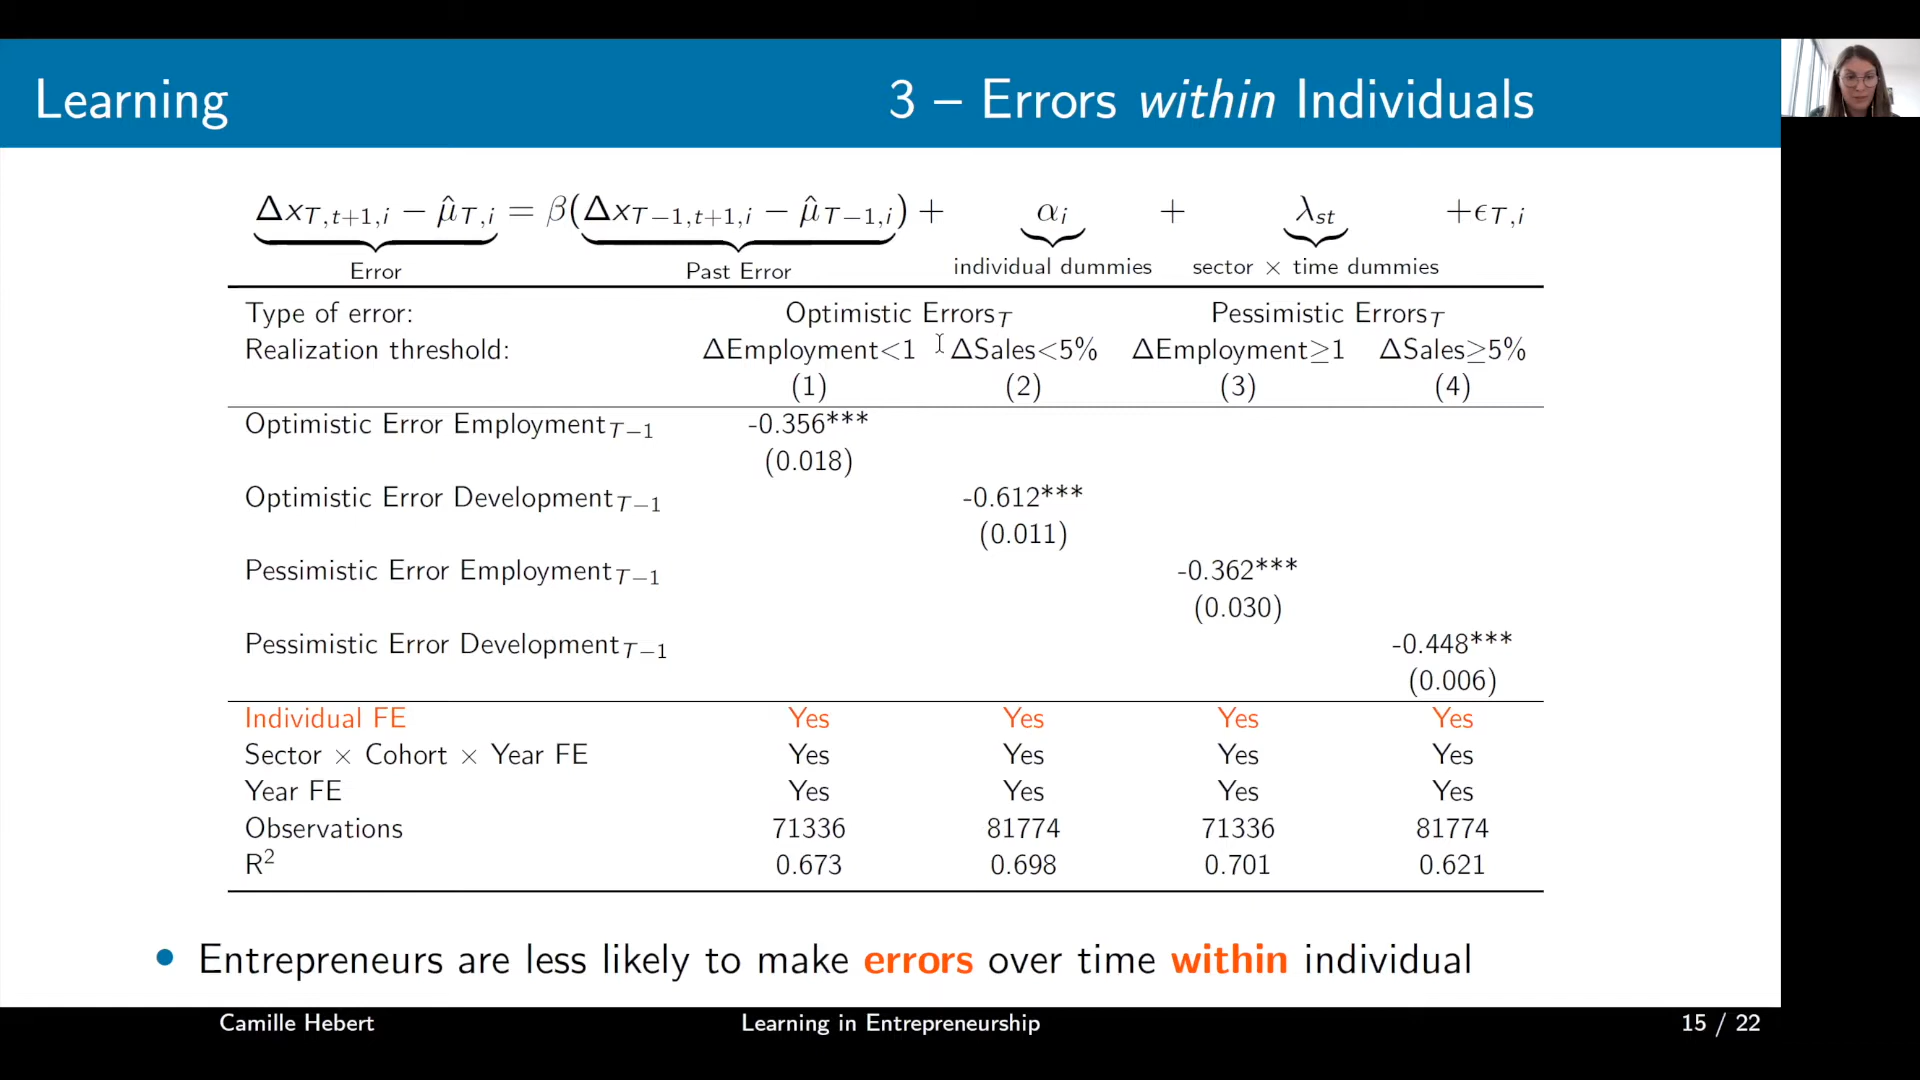 Learning
3 – Errors within Individuals
Δx_{T,t+1,i} − μ̂_{T,i} = β(Δx_{T−1,t+1,i} − μ̂_{T−1,i}) + α_i + λ_{st} + ϵ_{T,i}
Error Past Error individual dummies sector × time dummies
Type of error: Optimistic Errors_T Pessimistic Errors_T
Realization threshold: ΔEmployment<1 ΔSales<5% ΔEmployment≥1 ΔSales≥5%
(1) (2) (3) (4)
Optimistic Error Employment_{T−1} -0.356***
(0.018)
Optimistic Error Development_{T−1} -0.612***
(0.011)
Pessimistic Error Employment_{T−1} -0.362***
(0.030)
Pessimistic Error Development_{T−1} -0.448***
(0.006)
Individual FE Yes Yes Yes Yes
Sector × Cohort × Year FE Yes Yes Yes Yes
Year FE Yes Yes Yes Yes
Observations 71336 81774 71336 81774
R² 0.673 0.698 0.701 0.621
• Entrepreneurs are less likely to make errors over time within individual
Camille Hebert Learning in Entrepreneurship 15 / 22